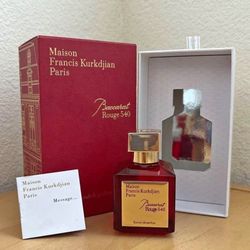 Maison
Francis Kurkdjian
Paris
Baccarat
Rouge 540
Maison
Francis Kurkdjian
Paris
Message...
Maison
Francis Kurkdjian
Paris
Baccarat
Rouge 540